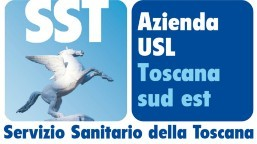 SST
Azienda
USL
Toscana
sud est
Servizio Sanitario della Toscana